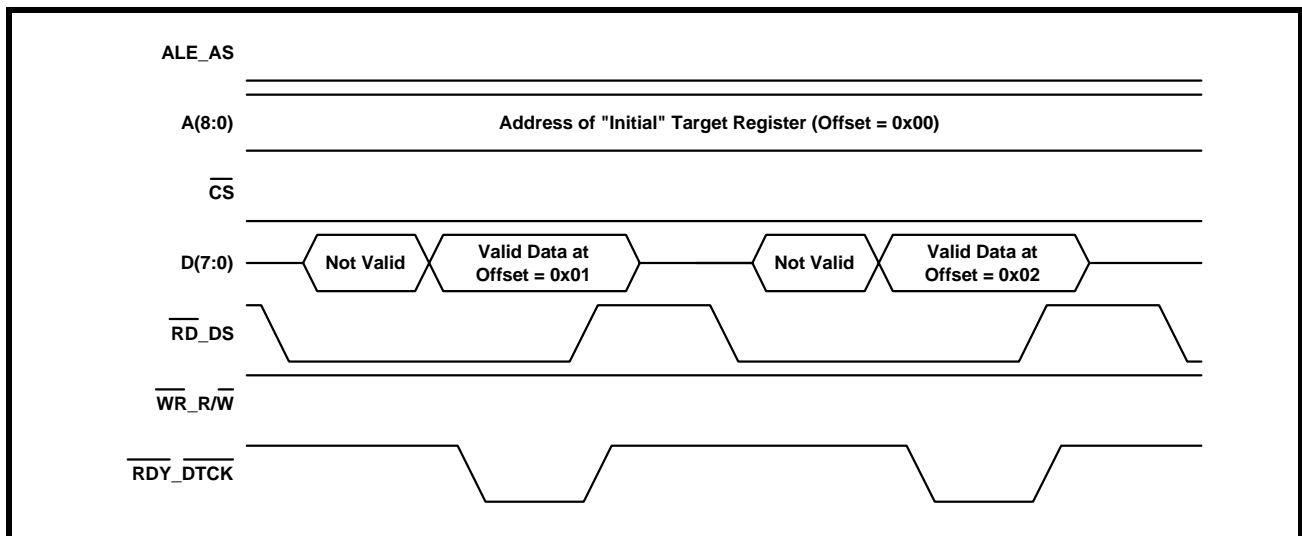 ALE_AS
A(8:0)
Address of "Initial" Target Register (Offset = 0x00)
CS
D(7:0)
Not Valid
Valid Data at
Offset = 0x01
Not Valid
Valid Data at
Offset = 0x02
RD_DS
WR_R/W
RDY_DTCK